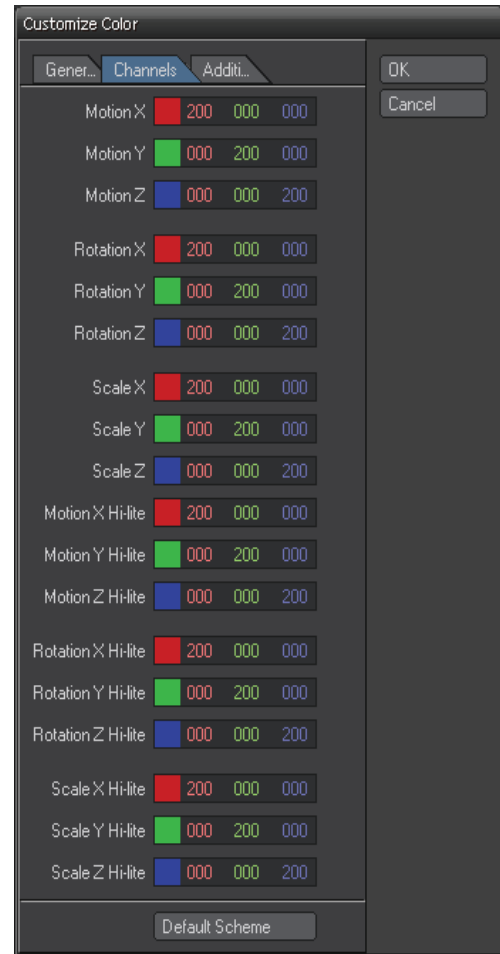 Customize Color
Gener... Channels Additi...
OK
Cancel
Motion X 200 000 000
Motion Y 000 200 000
Motion Z 000 000 200
Rotation X 200 000 000
Rotation Y 000 200 000
Rotation Z 000 000 200
Scale X 200 000 000
Scale Y 000 200 000
Scale Z 000 000 200
Motion X Hi-lite 200 000 000
Motion Y Hi-lite 000 200 000
Motion Z Hi-lite 000 000 200
Rotation X Hi-lite 200 000 000
Rotation Y Hi-lite 000 200 000
Rotation Z Hi-lite 000 000 200
Scale X Hi-lite 200 000 000
Scale Y Hi-lite 000 200 000
Scale Z Hi-lite 000 000 200
Default Scheme